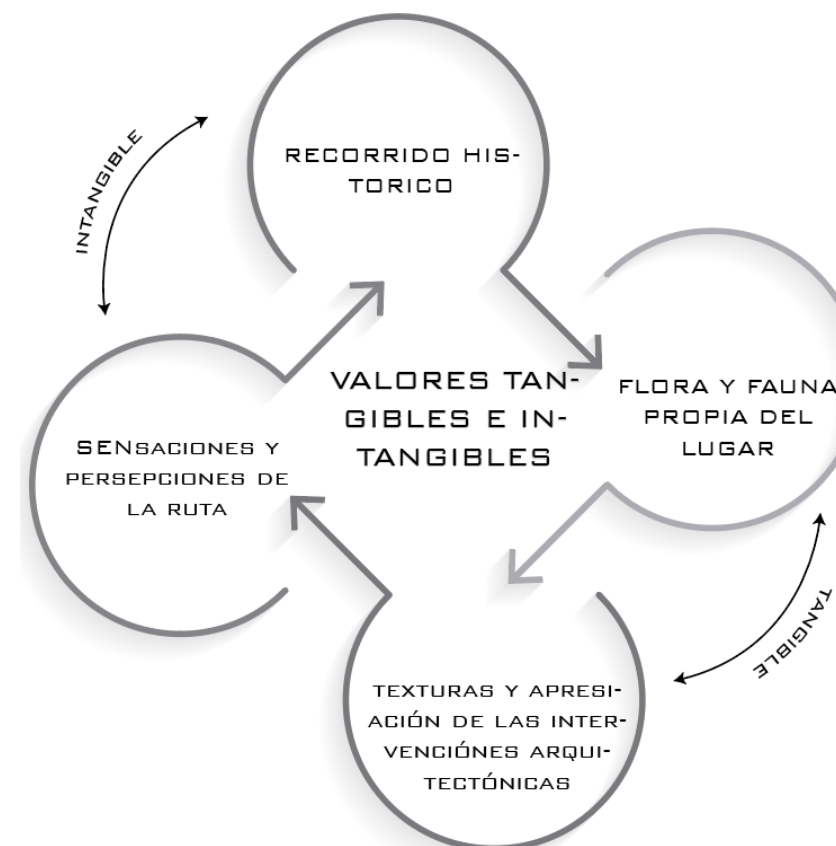 INTANGIBLE
RECORRIDO HIS-
TORICO
VALORES TAN-
GIBLES E IN-
TANGIBLES
FLORA Y FAUNA
PROPIA DEL
LUGAR
SENSACIONES Y
PERSEPCIONES DE
LA RUTA
TANGIBLE
TEXTURAS Y APRESI-
ACIÓN DE LAS INTER-
VENCIÓNES ARQUI-
TECTÓNICAS